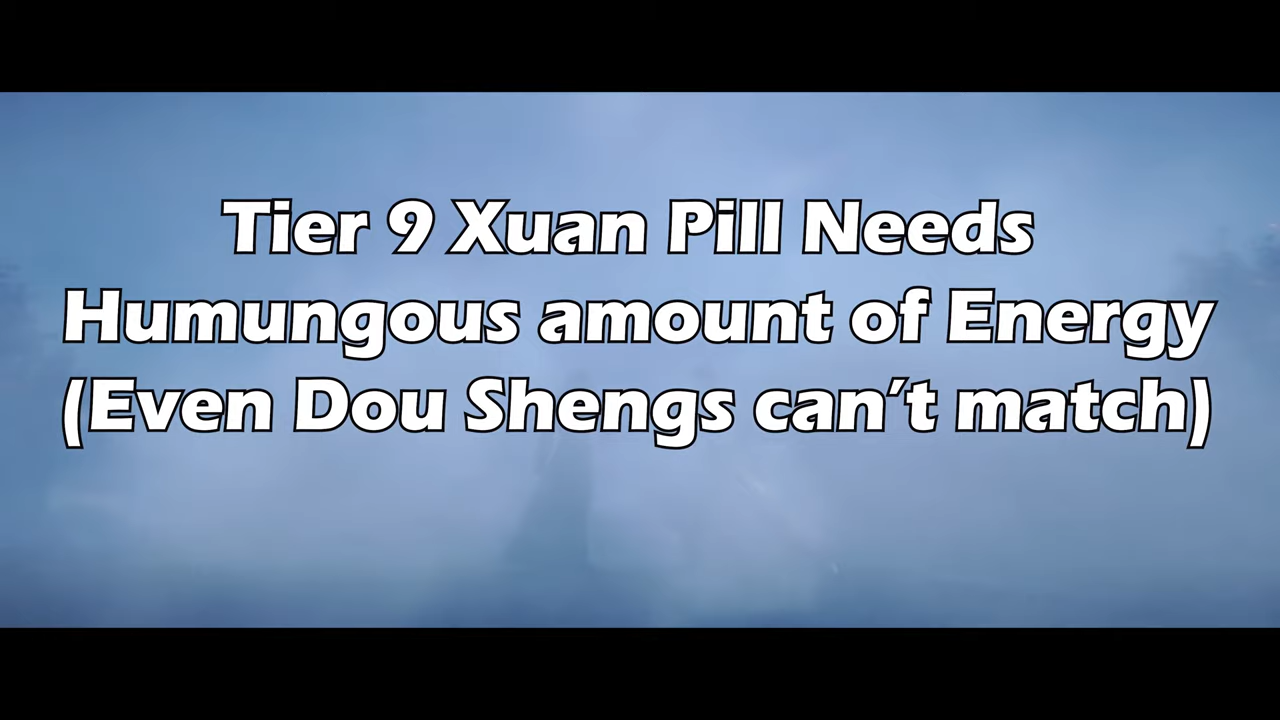 Tier 9 Xuan Pill Needs
Humungous amount of Energy
(Even Dou Shengs can’t match)